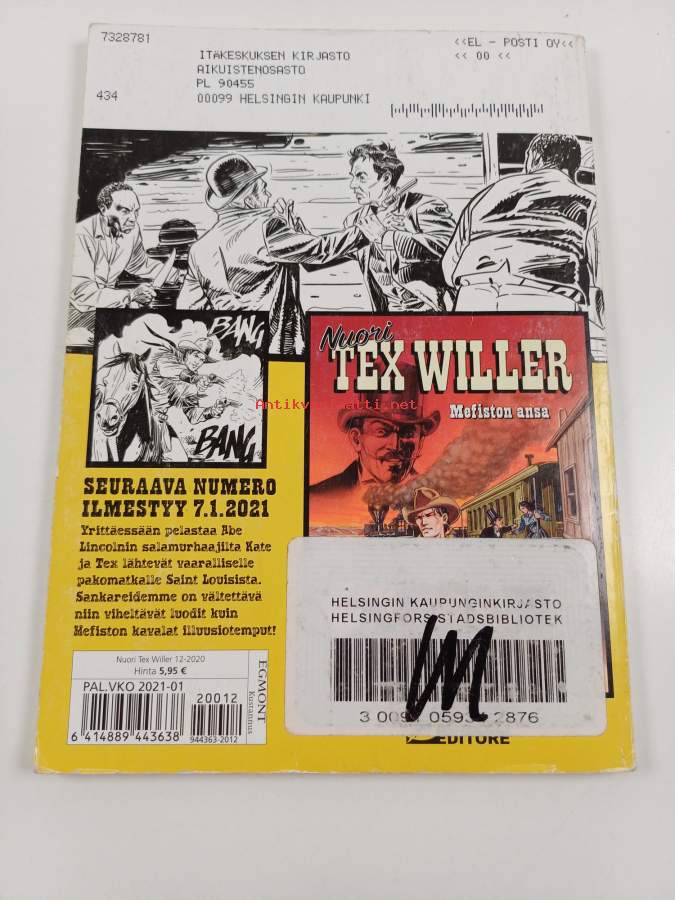 7328781
ITÄKESKUKSEN KIRJASTO
AIKUISTENOSASTO
PL 90455
00099 HELSINGIN KAUPUNKI
<<EL - POSTI OY<<
<< 00 <<
434
BANG
BANG
Nuori
TEX WILLER
Mefiston ansa
Antikvariaatti.net
SEURAAVA NUMERO
ILMESTYY 7.1.2021
Yrittäessään pelastaa Abe
Lincolnin salamurhaajilta Kate
ja Tex lähtevät vaaralliselle
pakomatkalle Saint Louisista.
Sankareidemme on vältettävä
niin viheltävät luodit kuin
Mefiston kavalat illuusiotemput!
Nuori Tex Willer 12-2020
Hinta 5,95 €
PAL.VKO 2021-01
20012
6 414889 443638
944363-2012
EGMONT
Kustannus
HELSINGIN KAUPUNGINKIRJASTO
HELSINGFORS STADSBIBLIOTEK
2876
EDITORE